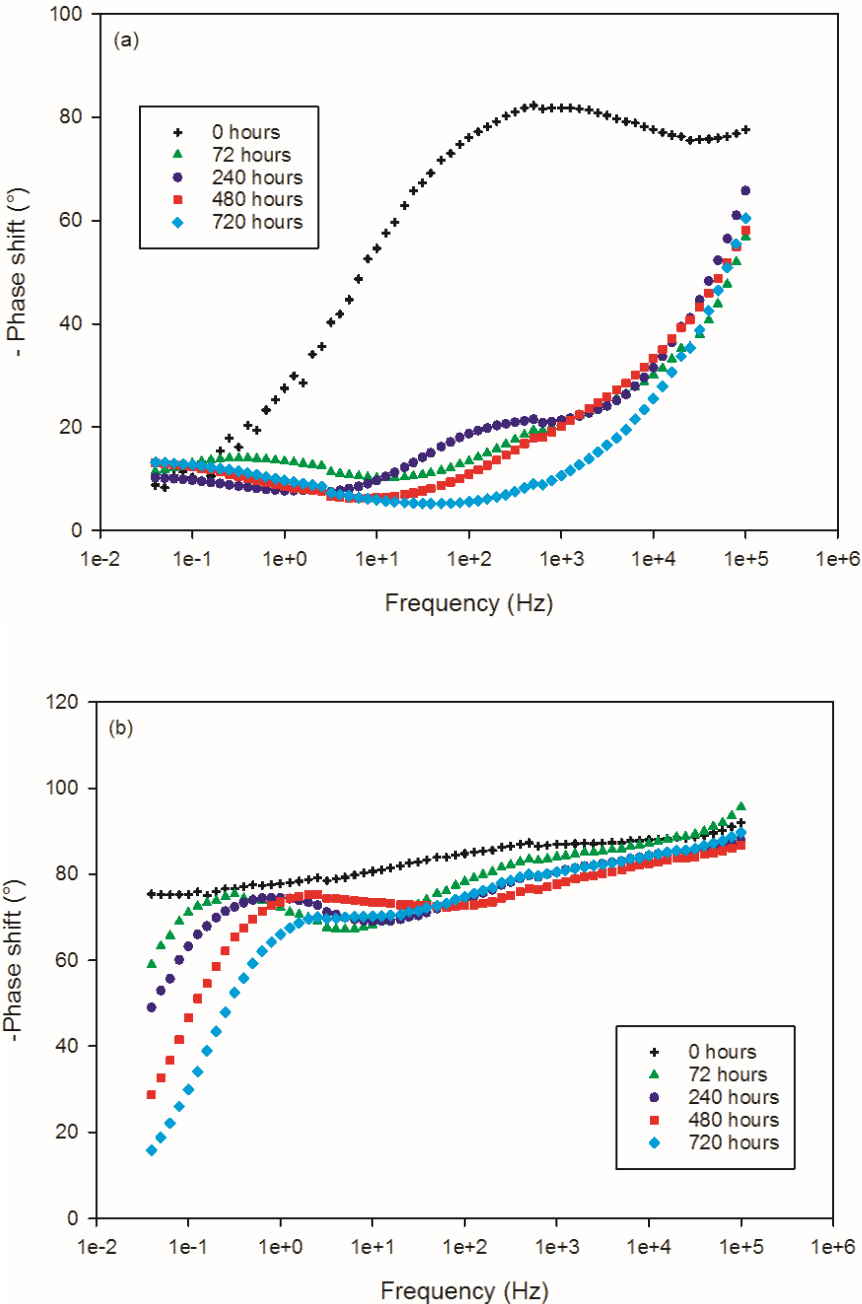 100
(a)
80
0 hours
72 hours
240 hours
480 hours
720 hours
60
- Phase shift (°)
40
20
0
1e-2 1e-1 1e+0 1e+1 1e+2 1e+3 1e+4 1e+5 1e+6
Frequency (Hz)
120
(b)
100
80
60
-Phase shift (°)
40
0 hours
72 hours
240 hours
480 hours
720 hours
20
0
1e-2 1e-1 1e+0 1e+1 1e+2 1e+3 1e+4 1e+5 1e+6
Frequency (Hz)